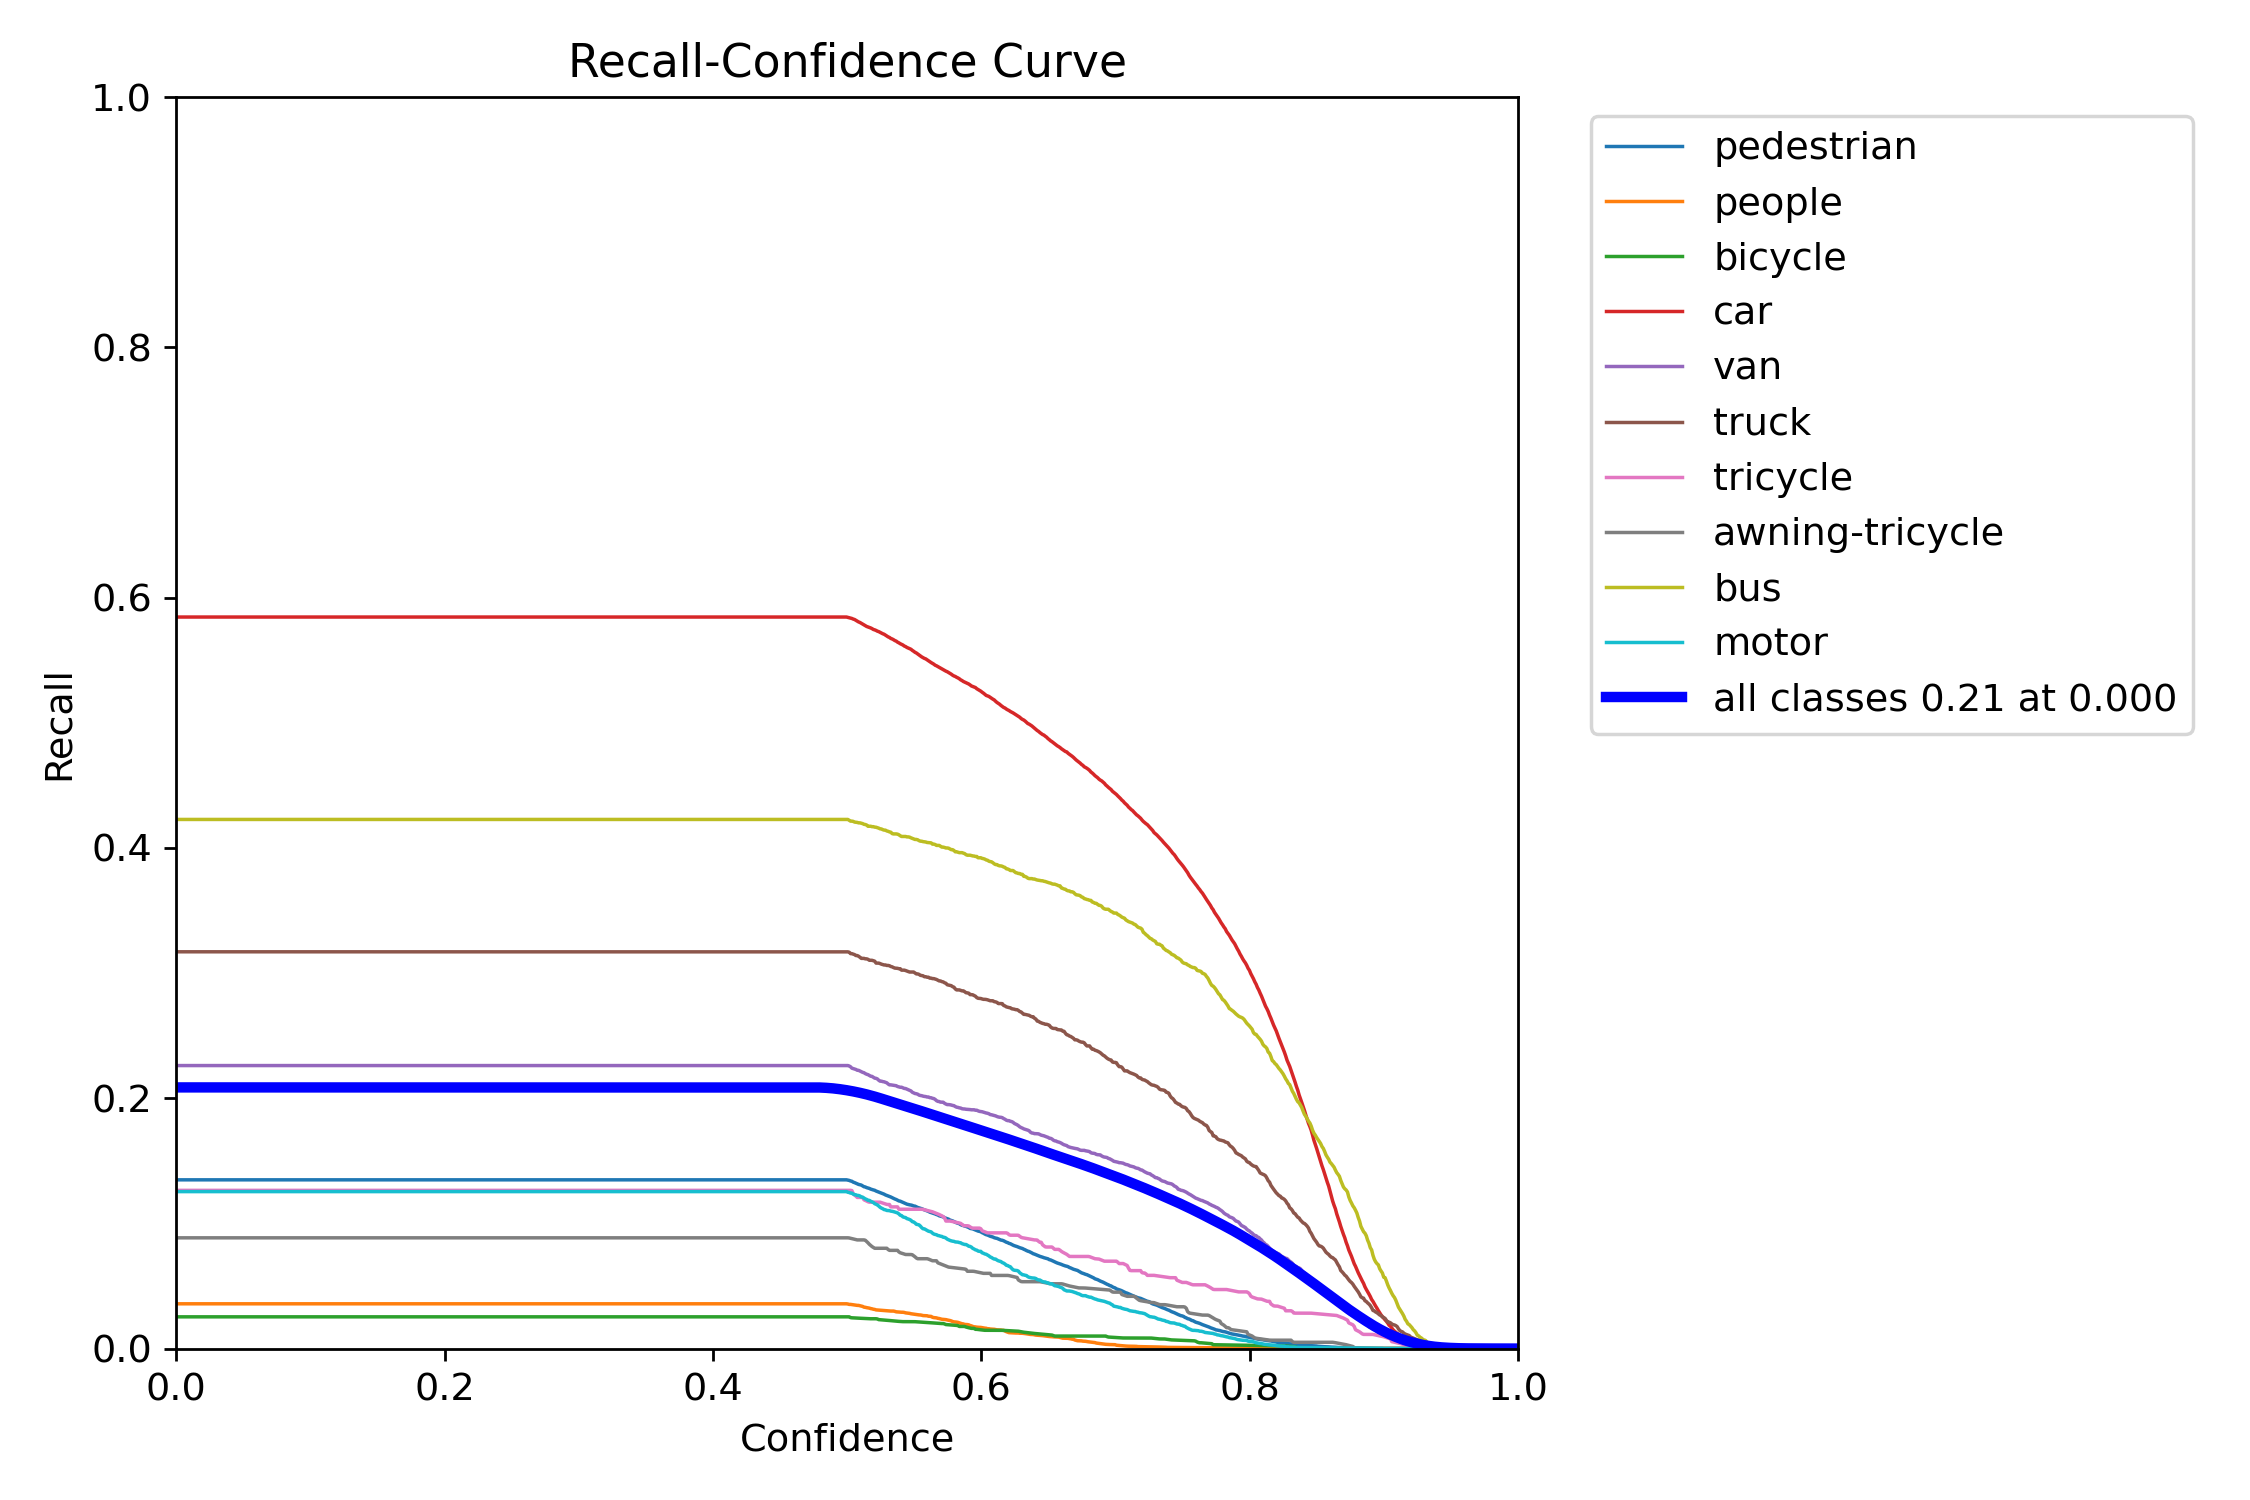 Recall-Confidence Curve
1.0
0.8
0.6
0.4
0.2
0.0
Recall
0.0 0.2 0.4 0.6 0.8 1.0
Confidence
pedestrian
people
bicycle
car
van
truck
tricycle
awning-tricycle
bus
motor
all classes 0.21 at 0.000